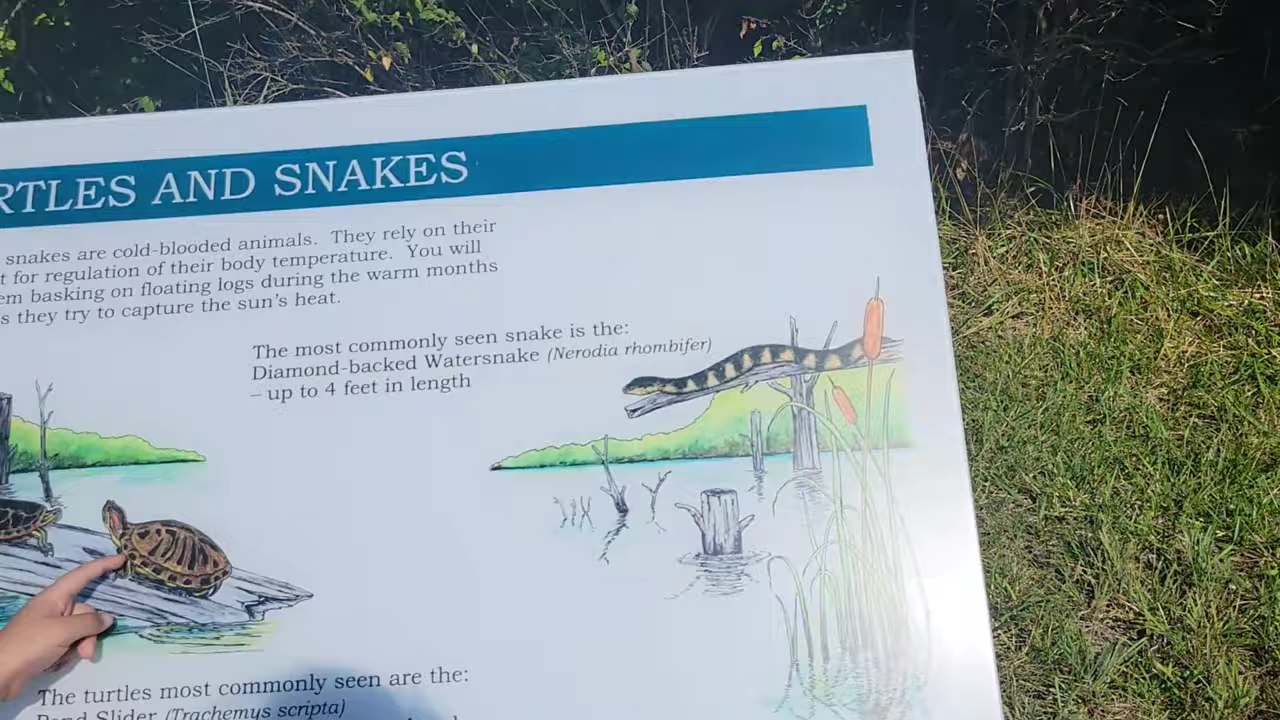 RTLES AND SNAKES
snakes are cold-blooded animals. They rely on their
t for regulation of their body temperature. You will
em basking on floating logs during the warm months
s they try to capture the sun's heat.
The most commonly seen snake is the:
Diamond-backed Watersnake (Nerodia rhombifer)
– up to 4 feet in length
The turtles most commonly seen are the:
Pond Slider (Trachemys scripta)